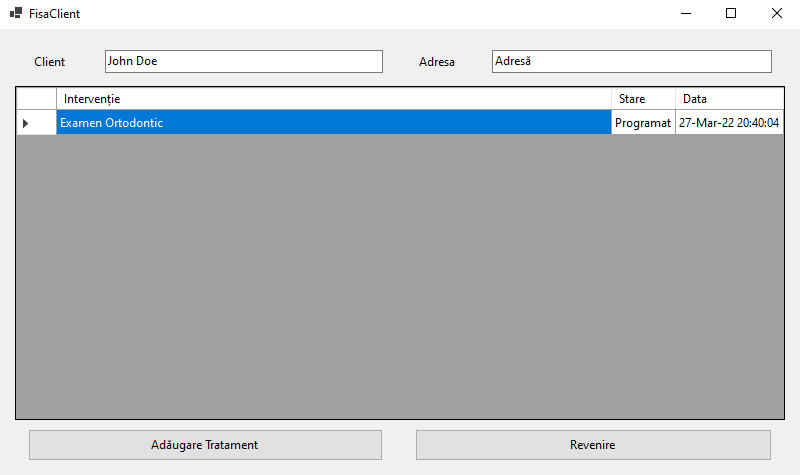 FisaClient
Client John Doe Adresa Adresă
Intervenție Stare Data
Examen Ortodontic Programat 27-Mar-22 20:40:04
Adăugare Tratament Revenire